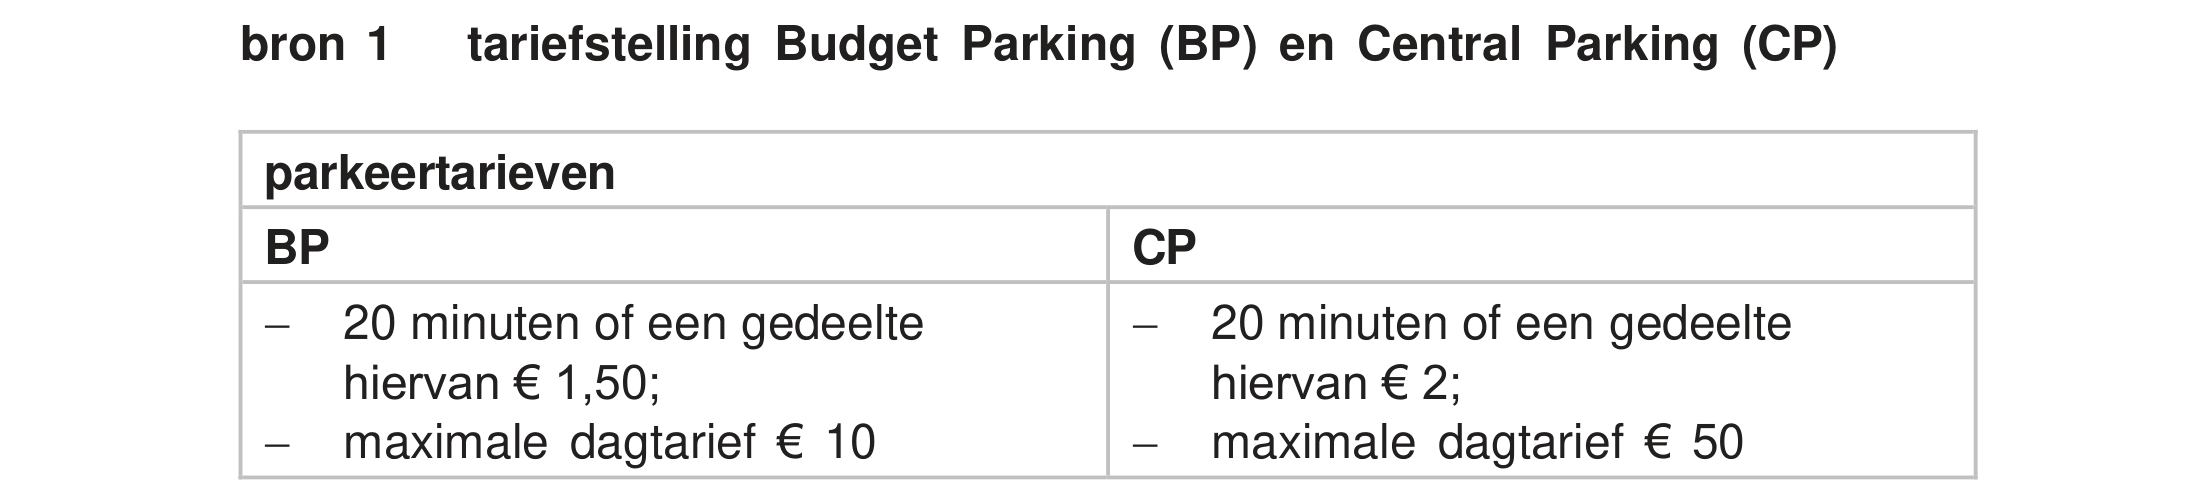 bron 1 tariefstelling Budget Parking (BP) en Central Parking (CP)
parkeertarieven
BP
CP
– 20 minuten of een gedeelte
hiervan € 1,50;
– maximale dagtarief € 10
– 20 minuten of een gedeelte
hiervan € 2;
– maximale dagtarief € 50